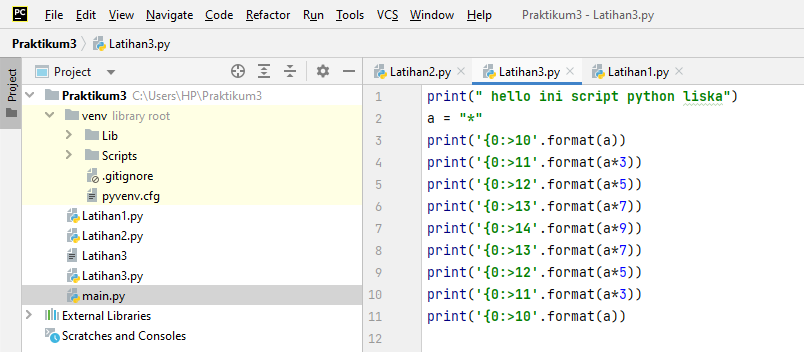 PC File Edit View Navigate Code Refactor Run Tools VCS Window Help Praktikum3 - Latihan3.py
Praktikum3 Latihan3.py
Project
Project
Praktikum3 C:\Users\HP\Praktikum3
venv library root
Lib
Scripts
.gitignore
pyvenv.cfg
Latihan1.py
Latihan2.py
Latihan3
Latihan3.py
main.py
External Libraries
Scratches and Consoles
Latihan2.py Latihan3.py Latihan1.py
1 print(" hello ini script python liska")
2 a = "*"
3 print('{0:>10'.format(a))
4 print('{0:>11'.format(a*3))
5 print('{0:>12'.format(a*5))
6 print('{0:>13'.format(a*7))
7 print('{0:>14'.format(a*9))
8 print('{0:>13'.format(a*7))
9 print('{0:>12'.format(a*5))
10 print('{0:>11'.format(a*3))
11 print('{0:>10'.format(a))
12